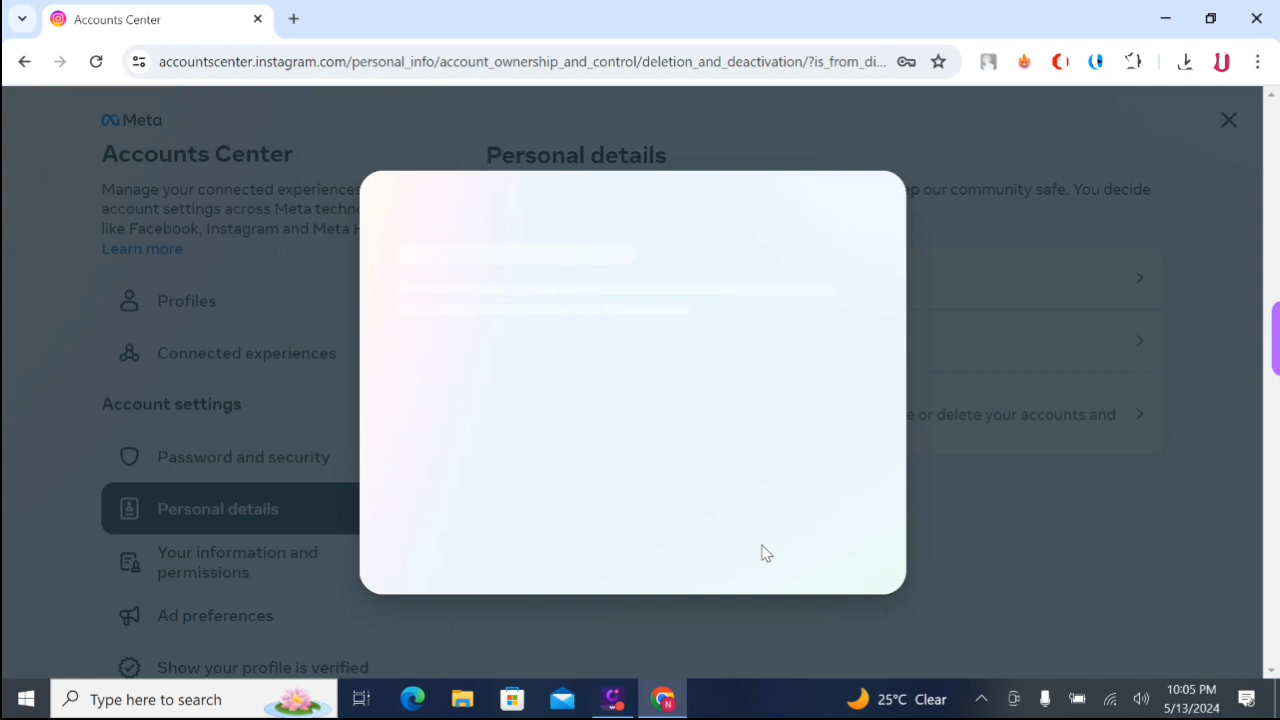 Accounts Center
accountscenter.instagram.com/personal_info/account_ownership_and_control/deletion_and_deactivation/?is_from_di...
Meta
Accounts Center
Personal details
Manage your connected experiences
account settings across Meta techno
like Facebook, Instagram and Meta H
Learn more
ep our community safe. You decide
Profiles
Connected experiences
Account settings
e or delete your accounts and
Password and security
Personal details
Your information and
permissions
Ad preferences
Show your profile is verified
Type here to search
25°C Clear
10:05 PM
5/13/2024